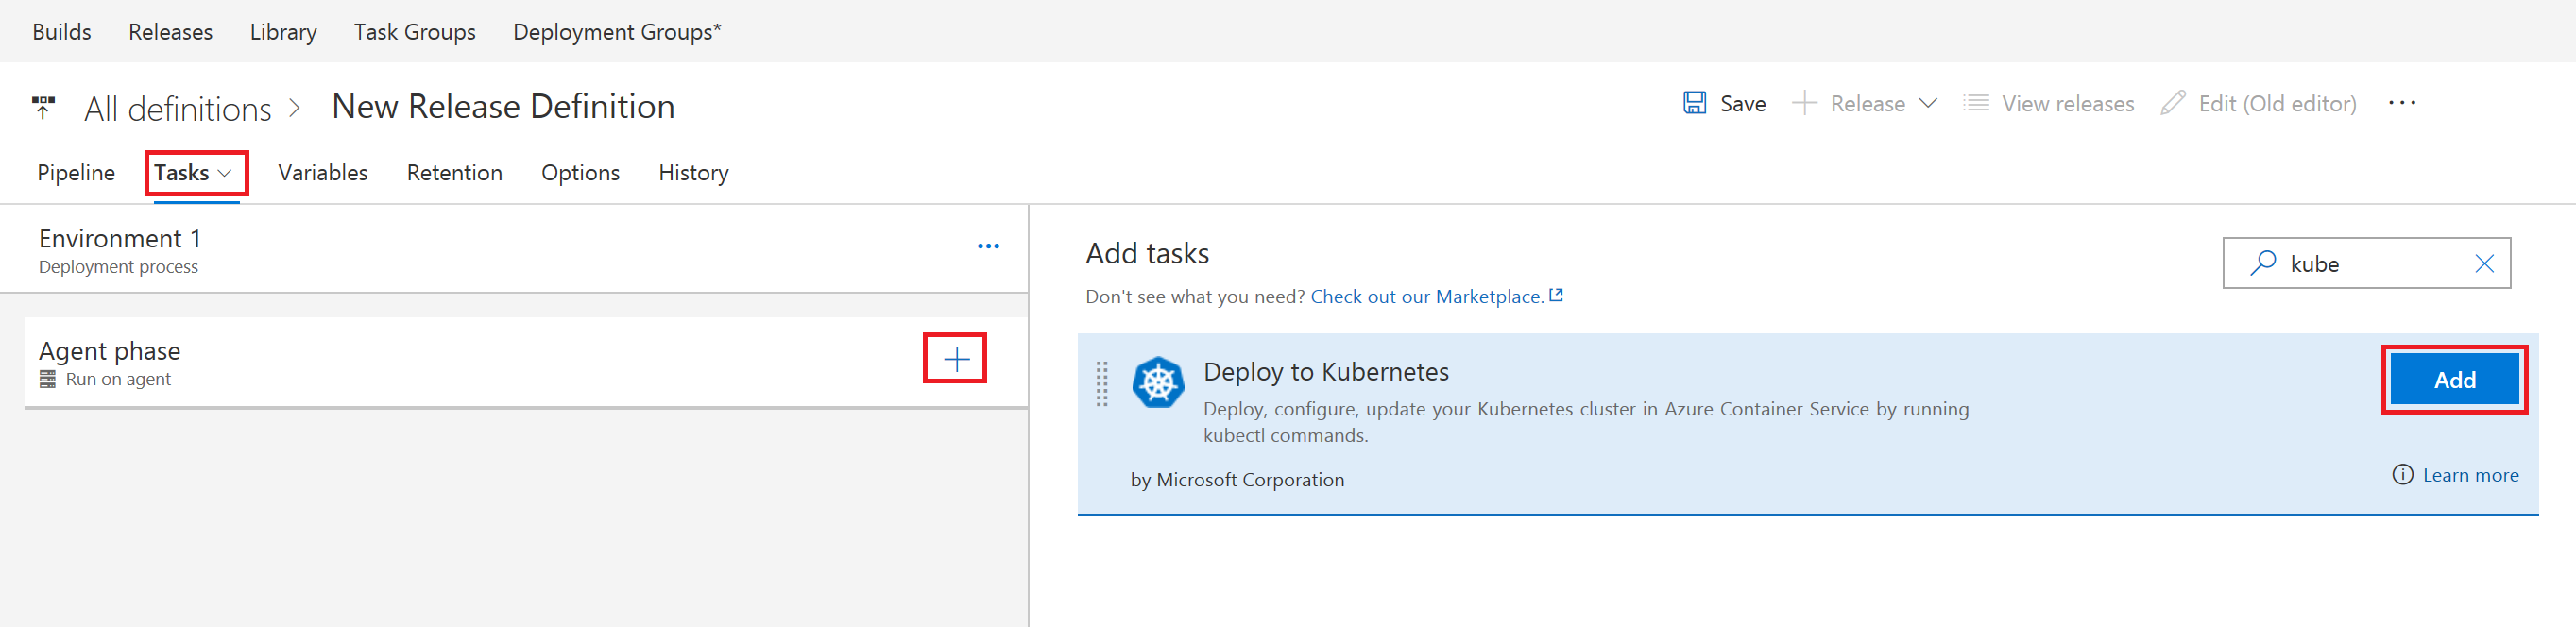 Builds Releases Library Task Groups Deployment Groups*
All definitions > New Release Definition
Save Release View releases Edit (Old editor) ...
Pipeline Tasks Variables Retention Options History
Environment 1
Deployment process
Agent phase
Run on agent
Add tasks
kube
Don't see what you need? Check out our Marketplace.
Deploy to Kubernetes
Add
Deploy, configure, update your Kubernetes cluster in Azure Container Service by running
kubectl commands.
by Microsoft Corporation
Learn more